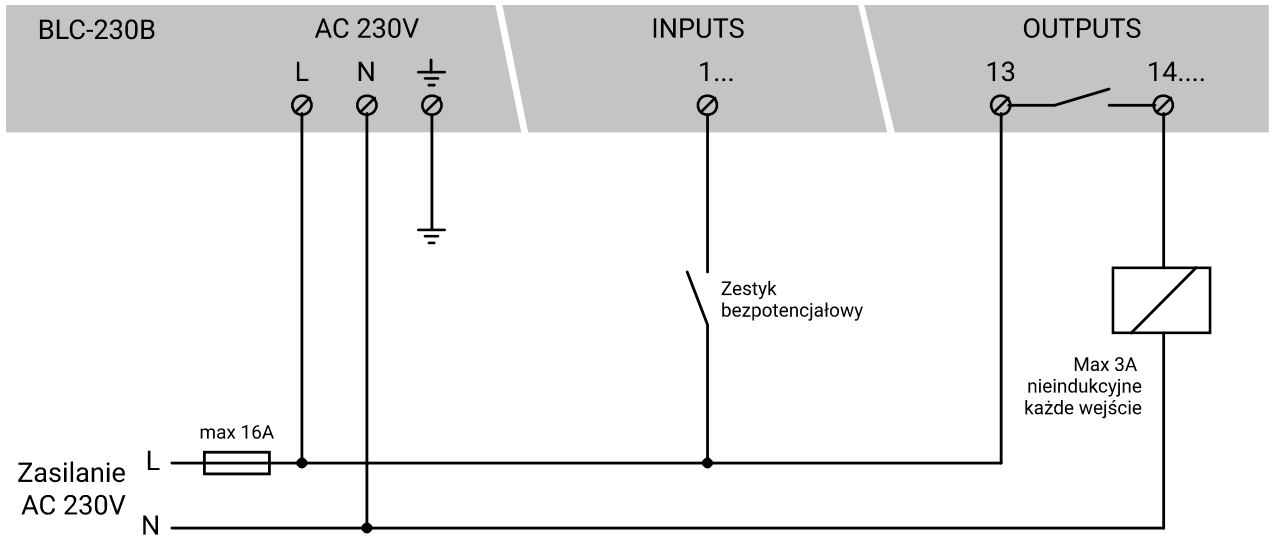 BLC-230B
AC 230V
INPUTS
OUTPUTS
L
N
1...
13
14....
Zestyk
bezpotencjałowy
Max 3A
nieindukcyjne
każde wejście
max 16A
L
Zasilanie
AC 230V
N